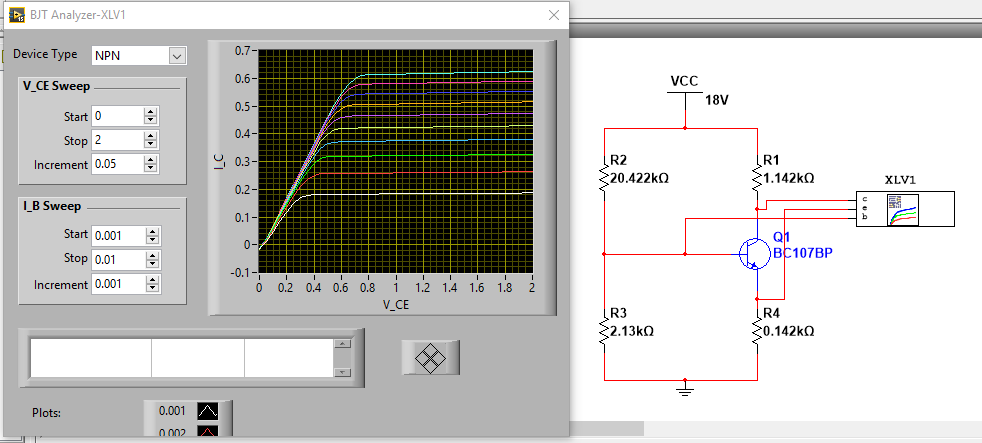 BJT Analyzer-XLV1
Device Type NPN
V_CE Sweep
Start 0
Stop 2
Increment 0.05
I_B Sweep
Start 0.001
Stop 0.01
Increment 0.001
I_C
0.7
0.6
0.5
0.4
0.3
0.2
0.1
0
-0.1
0 0.2 0.4 0.6 0.8 1 1.2 1.4 1.6 1.8 2
V_CE
Plots:
0.001
0.002
VCC
18V
R2
20.422kΩ
R1
1.142kΩ
XLV1
c
e
b
Q1
BC107BP
R3
2.13kΩ
R4
0.142kΩ